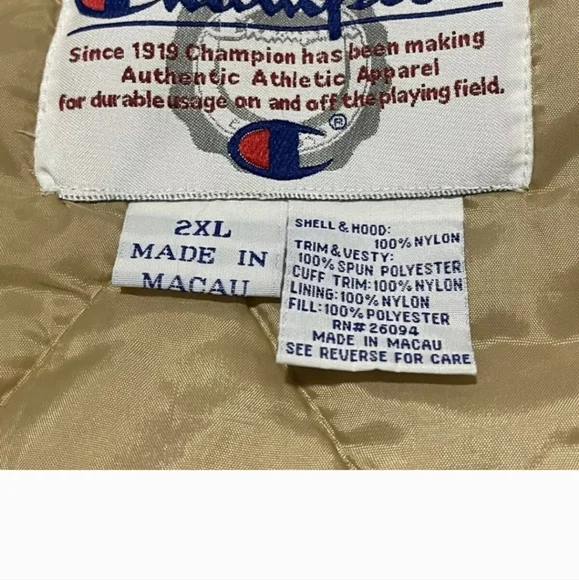 Champion
Since 1919 Champion has been making
Authentic Athletic Apparel
for durable usage on and off the playing field.
®
2XL
MADE IN
MACAU
SHELL & HOOD:
100% NYLON
TRIM & VESTY:
100% SPUN POLYESTER
CUFF TRIM: 100% NYLON
LINING: 100% NYLON
FILL: 100% POLYESTER
RN# 26094
MADE IN MACAU
SEE REVERSE FOR CARE